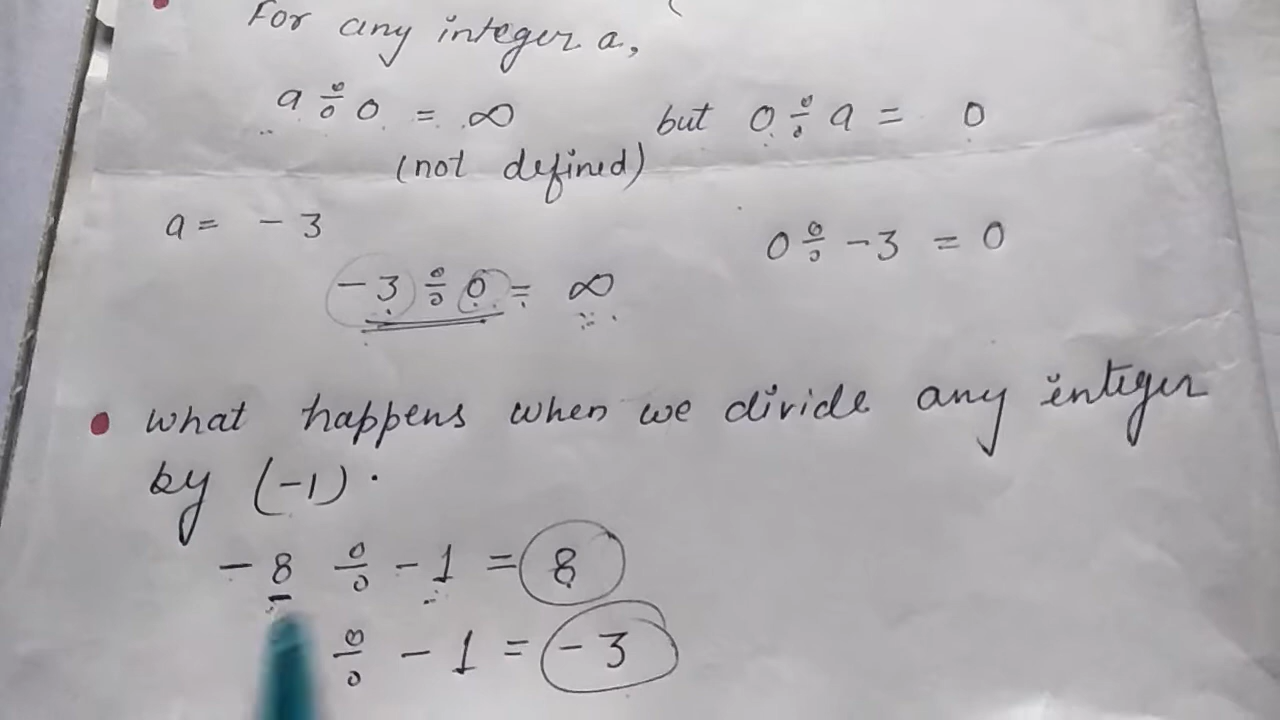 For any integer a,
a ÷ 0 = ∞ but 0 ÷ a = 0
(not defined)
a = - 3
0 ÷ -3 = 0
-3 ÷ 0 = ∞
• what happens when we divide any integer
by (-1).
- 8 ÷ - 1 = 8
÷ - 1 = - 3